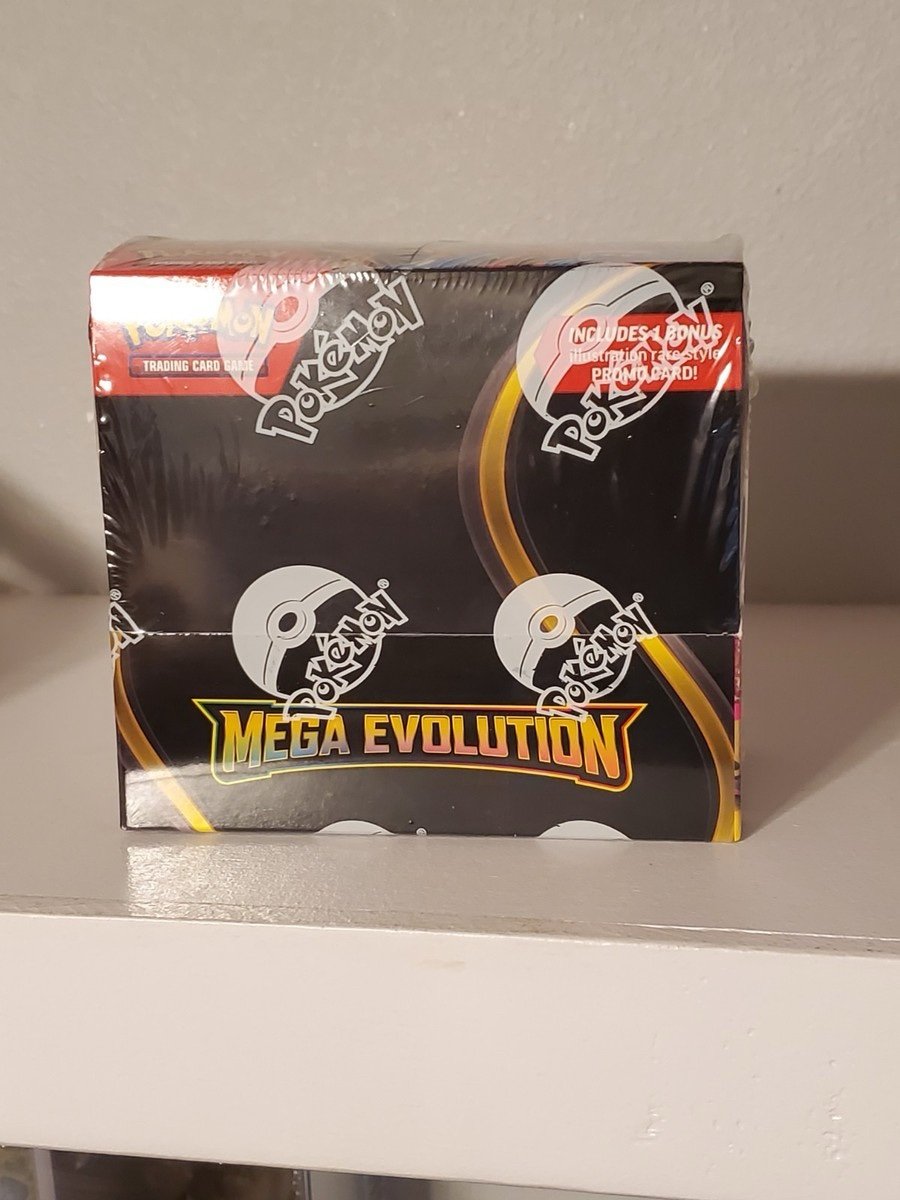 POKéMON
TRADING CARD GAME
INCLUDES 1 BONUS
illustration rare-style
PROMO CARD!
Pokémon®
Pokémon®
Pokémon®
Pokémon®
MEGA EVOLUTION